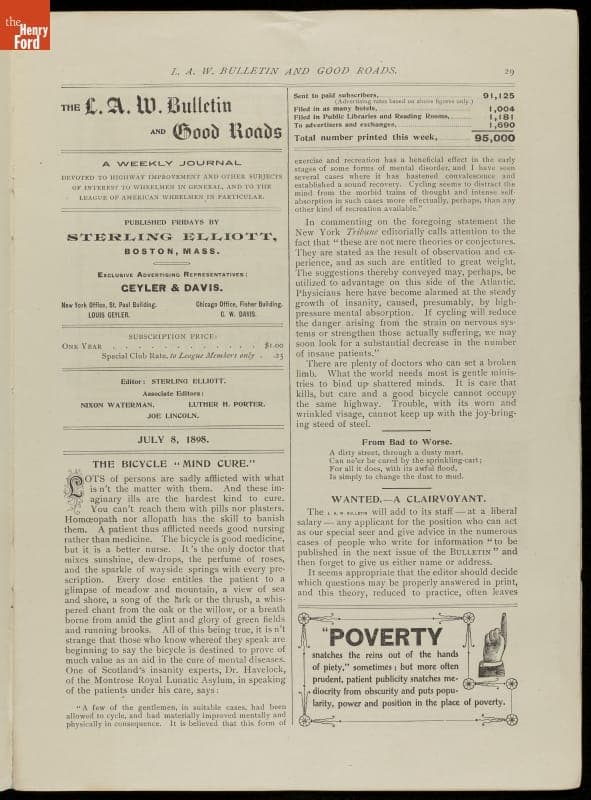 the
Henry
Ford
L. A. W. BULLETIN AND GOOD ROADS.
29
THE L. A. W. Bulletin
AND Good Roads
A WEEKLY JOURNAL
DEVOTED TO HIGHWAY IMPROVEMENT AND OTHER SUBJECTS
OF INTEREST TO WHEELMEN IN GENERAL, AND TO THE
LEAGUE OF AMERICAN WHEELMEN IN PARTICULAR.
PUBLISHED FRIDAYS BY
STERLING ELLIOTT,
BOSTON, MASS.
EXCLUSIVE ADVERTISING REPRESENTATIVES:
GEYLER & DAVIS.
New York Office, St. Paul Building.
LOUIS GEYLER.
Chicago Office, Fisher Building.
C. W. DAVIS.
SUBSCRIPTION PRICE:
ONE YEAR . . . . . . . . . . . . $1.00
Special Club Rate, to League Members only . .25
Editor: STERLING ELLIOTT.
Associate Editors:
NIXON WATERMAN. LUTHER H. PORTER.
JOE LINCOLN.
JULY 8, 1898.
THE BICYCLE "MIND CURE."
LOTS of persons are sadly afflicted with what
is n't the matter with them. And these im-
aginary ills are the hardest kind to cure.
You can't reach them with pills nor plasters.
Homœopath nor allopath has the skill to banish
them. A patient thus afflicted needs good nursing
rather than medicine. The bicycle is good medicine,
but it is a better nurse. It's the only doctor that
mixes sunshine, dew-drops, the perfume of roses,
and the sparkle of wayside springs with every pre-
scription. Every dose entitles the patient to a
glimpse of meadow and mountain, a view of sea
and shore, a song of the lark or the thrush, a whis-
pered chant from the oak or the willow, or a breath
borne from amid the glint and glory of green fields
and running brooks. All of this being true, it is n't
strange that those who know whereof they speak are
beginning to say the bicycle is destined to prove of
much value as an aid in the cure of mental diseases.
One of Scotland's insanity experts, Dr. Havelock,
of the Montrose Royal Lunatic Asylum, in speaking
of the patients under his care, says:
"A few of the gentlemen, in suitable cases, had been
allowed to cycle, and had materially improved mentally and
physically in consequence. It is believed that this form of
Sent to paid subscribers, 91,125
(Advertising rates based on above figures only.)
Filed in as many hotels, 1,004
Filed in Public Libraries and Reading Rooms, 1,181
To advertisers and exchanges, 1,690
Total number printed this week, 95,000
exercise and recreation has a beneficial effect in the early
stages of some forms of mental disorder, and I have seen
several cases where it has hastened convalescence and
established a sound recovery. Cycling seems to distract the
mind from the morbid trains of thought and intense self-
absorption in such cases more effectually, perhaps, than any
other kind of recreation available."
In commenting on the foregoing statement the
New York Tribune editorially calls attention to the
fact that "these are not mere theories or conjectures.
They are stated as the result of observation and ex-
perience, and as such are entitled to great weight.
The suggestions thereby conveyed may, perhaps, be
utilized to advantage on this side of the Atlantic.
Physicians here have become alarmed at the steady
growth of insanity, caused, presumably, by high-
pressure mental absorption. If cycling will reduce
the danger arising from the strain on nervous sys-
tems or strengthen those actually suffering, we may
soon look for a substantial decrease in the number
of insane patients."
There are plenty of doctors who can set a broken
limb. What the world needs most is gentle minis-
tries to bind up shattered minds. It is care that
kills, but care and a good bicycle cannot occupy
the same highway. Trouble, with its worn and
wrinkled visage, cannot keep up with the joy-bring-
ing steed of steel.
From Bad to Worse.
A dirty street, through a dusty mart,
Can ne'er be cured by the sprinkling-cart;
For all it does, with its awful flood,
Is simply to change the dust to mud.
WANTED.—A CLAIRVOYANT.
The L A W BULLETIN will add to its staff—at a liberal
salary—any applicant for the position who can act
as our special seer and give advice in the numerous
cases of people who write for information "to be
published in the next issue of the BULLETIN" and
then forget to give us either name or address.
It seems appropriate that the editor should decide
which questions may be properly answered in print,
and this theory, reduced to practice, often leaves
"POVERTY
snatches the reins out of the hands
of piety," sometimes; but more often
prudent, patient publicity snatches me-
diocrity from obscurity and puts popu-
larity, power and position in the place of poverty.